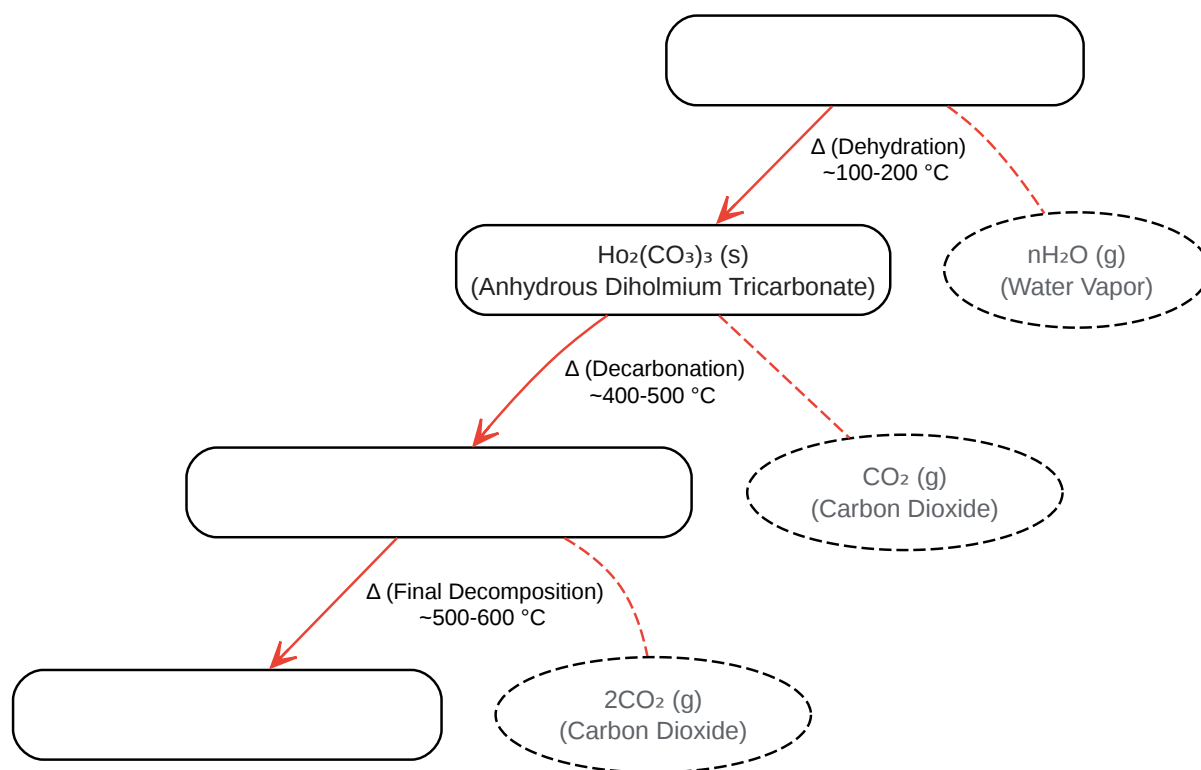 Δ (Dehydration)
~100-200 °C
Ho₂(CO₃)₃ (s)
(Anhydrous Diholmium Tricarbonate)
nH₂O (g)
(Water Vapor)
Δ (Decarbonation)
~400-500 °C
CO₂ (g)
(Carbon Dioxide)
Δ (Final Decomposition)
~500-600 °C
2CO₂ (g)
(Carbon Dioxide)